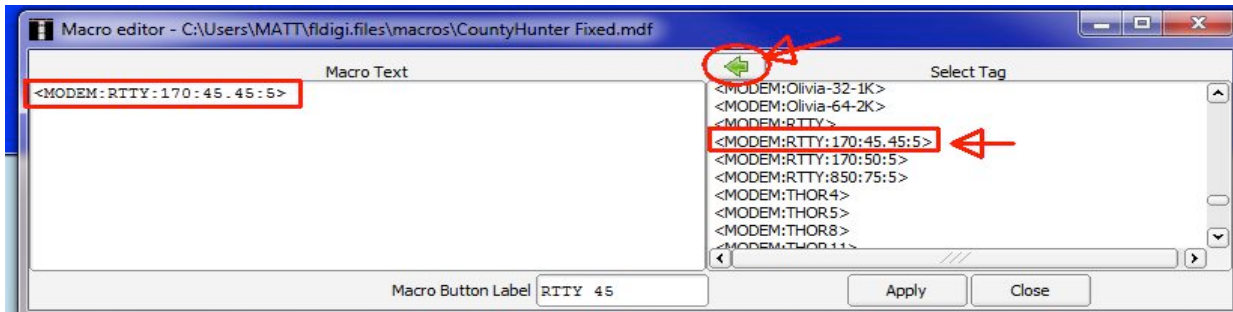 Macro editor - C:\Users\MATT\fldigi.files\macros\CountyHunter Fixed.mdf
Macro Text
Select Tag
<MODEM:RTTY:170:45.45:5>
<MODEM:Olivia-32-1K>
<MODEM:Olivia-64-2K>
<MODEM:RTTY>
<MODEM:RTTY:170:45.45:5>
<MODEM:RTTY:170:50:5>
<MODEM:RTTY:850:75:5>
<MODEM:THOR4>
<MODEM:THOR5>
<MODEM:THOR8>
<MODEM:THOR11>
Macro Button Label RTTY 45
Apply
Close